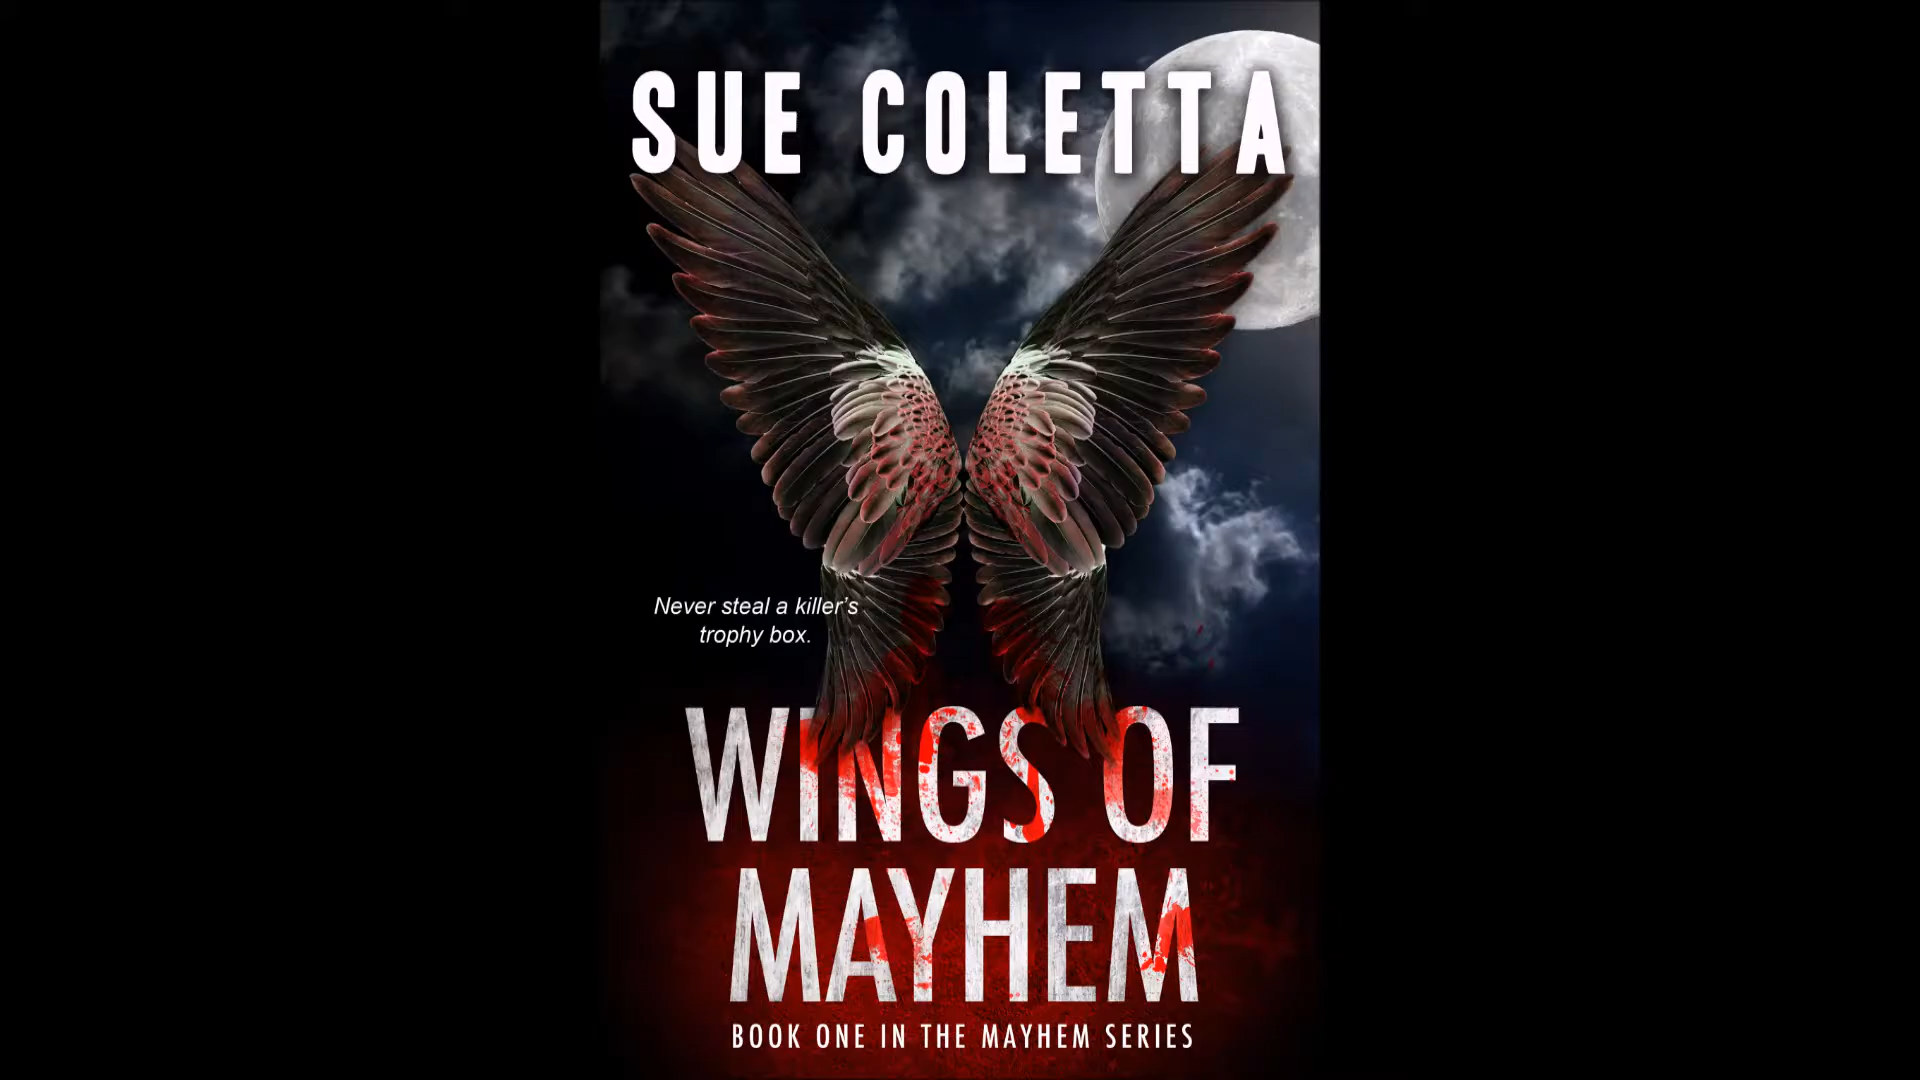 SUE COLETTA
Never steal a killer's
trophy box.
WINGS OF
MAYHEM
BOOK ONE IN THE MAYHEM SERIES